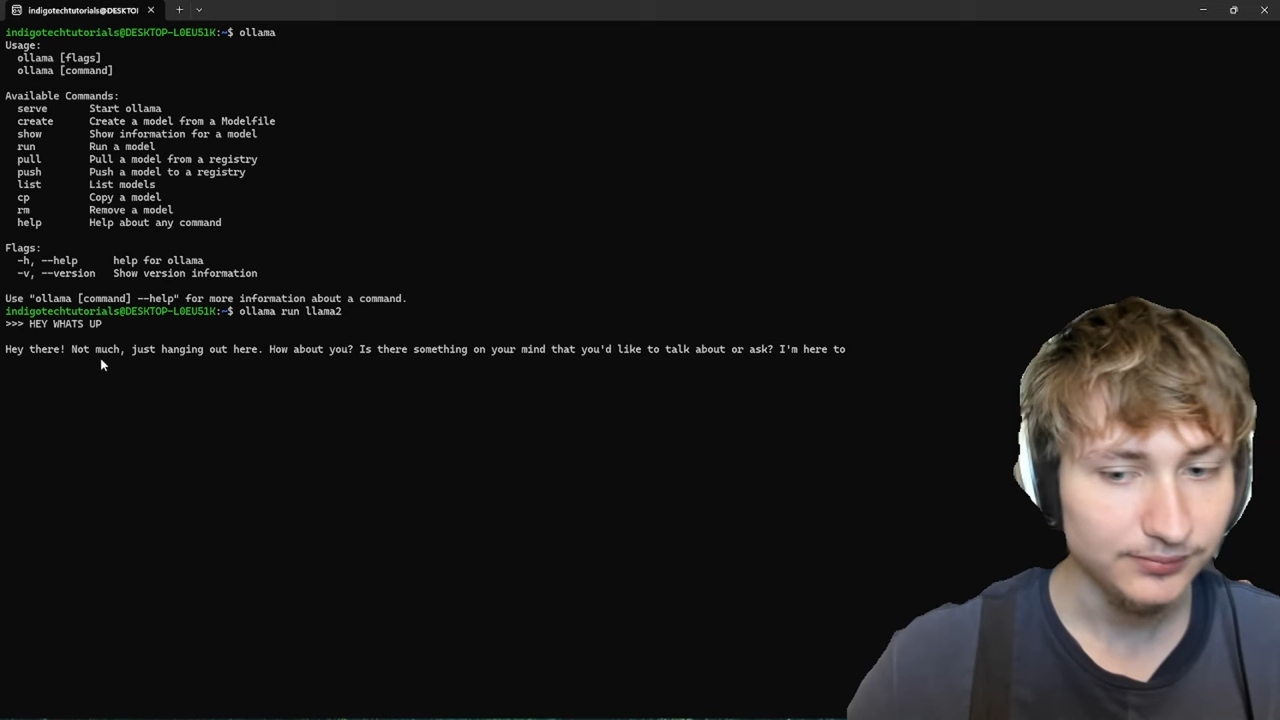 indigotechtutorials@DESKTOP
indigotechtutorials@DESKTOP-L0EU51K:~$ ollama
Usage:
  ollama [flags]
  ollama [command]

Available Commands:
  serve       Start ollama
  create      Create a model from a Modelfile
  show        Show information for a model
  run         Run a model
  pull        Pull a model from a registry
  push        Push a model to a registry
  list        List models
  cp          Copy a model
  rm          Remove a model
  help        Help about any command

Flags:
  -h, --help      help for ollama
  -v, --version   Show version information

Use "ollama [command] --help" for more information about a command.
indigotechtutorials@DESKTOP-L0EU51K:~$ ollama run llama2
>>> HEY WHATS UP

Hey there! Not much, just hanging out here. How about you? Is there something on your mind that you'd like to talk about or ask? I'm here to